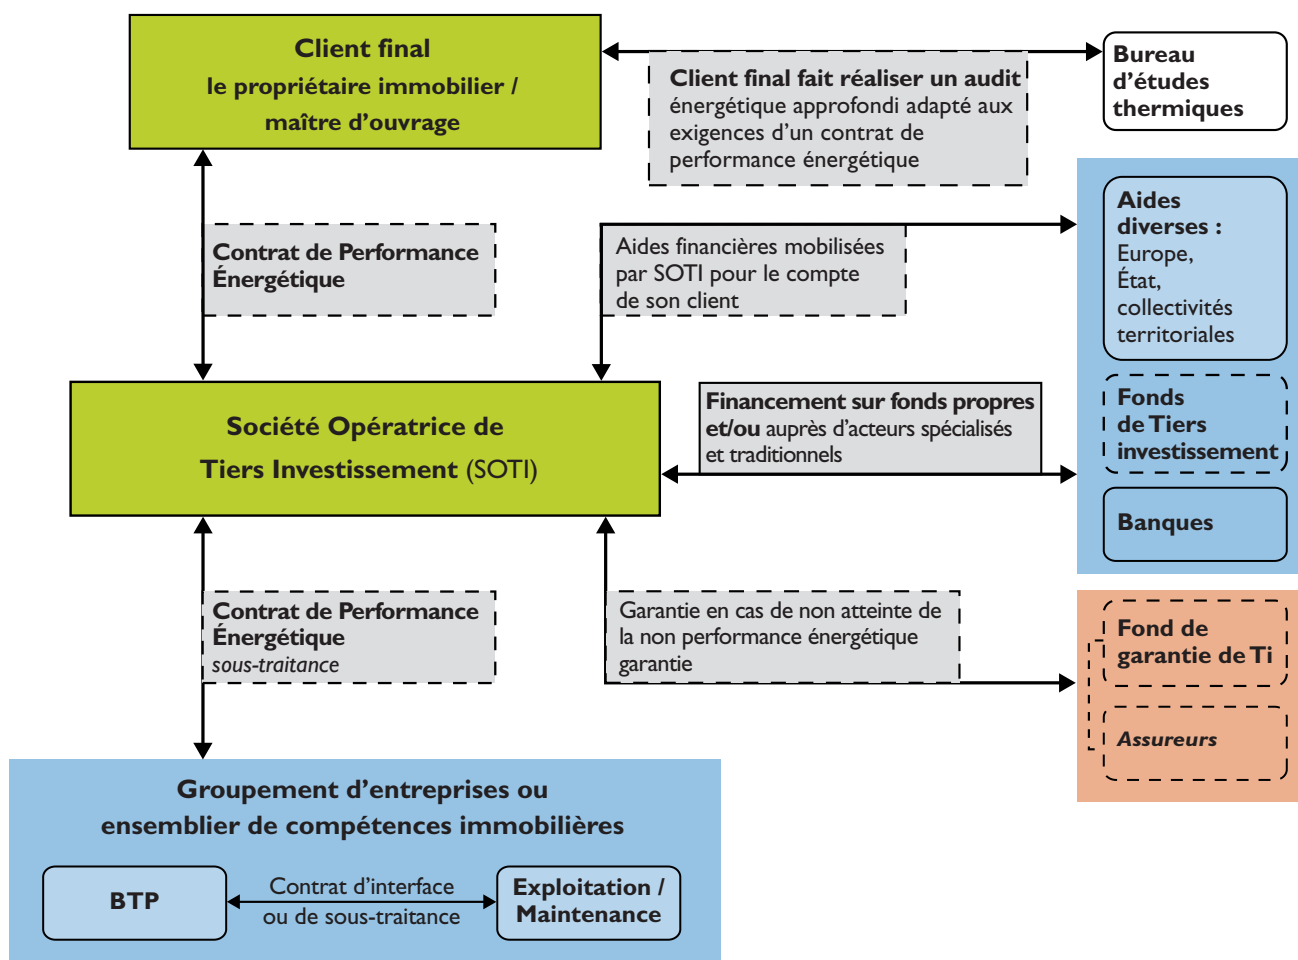 Client final
le propriétaire immobilier /
maître d’ouvrage
Client final fait réaliser un audit
énergétique approfondi adapté aux
exigences d’un contrat de
performance énergétique
Bureau
d’études
thermiques
Contrat de Performance
Énergétique
Aides financières mobilisées
par SOTI pour le compte
de son client
Aides
diverses :
Europe,
État,
collectivités
territoriales
Société Opératrice de
Tiers Investissement (SOTI)
Financement sur fonds propres
et/ou auprès d’acteurs spécialisés
et traditionnels
Fonds
de Tiers
investissement
Banques
Contrat de Performance
Énergétique
sous-traitance
Garantie en cas de non atteinte de
la non performance énergétique
garantie
Fond de
garantie de Ti
Assureurs
Groupement d’entreprises ou
ensemblier de compétences immobilières
BTP
Contrat d’interface
ou de sous-traitance
Exploitation /
Maintenance